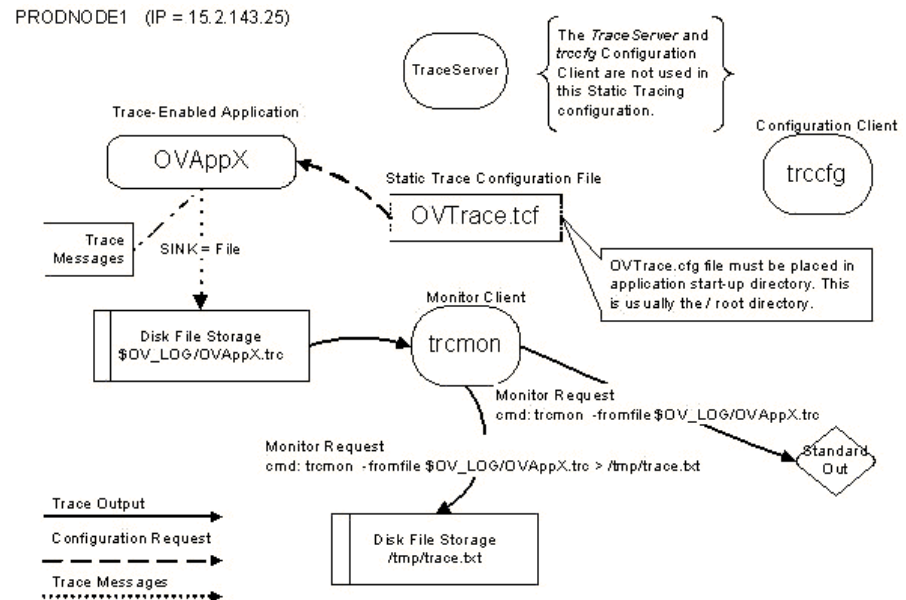 PRODNODE1 (IP = 15.2.143.25)
TraceServer
The TraceServer and
trccfg Configuration
Client are not used in
this Static Tracing
configuration.
Trace-Enabled Application
OVAppX
Configuration Client
trccfg
Static Trace Configuration File
OVTrace.tcf
Trace
Messages
SINK = File
OVTrace.cfg file must be placed in
application start-up directory. This
is usually the / root directory.
Monitor Client
trcmon
Disk File Storage
$OV_LOG/OVAppX.trc
Monitor Request
cmd: trcmon -fromfile $OV_LOG/OVAppX.trc
Monitor Request
cmd: trcmon -fromfile $OV_LOG/OVAppX.trc > /tmp/trace.txt
Standard
Out
Trace Output
Configuration Request
Trace Messages
Disk File Storage
/tmp/trace.txt